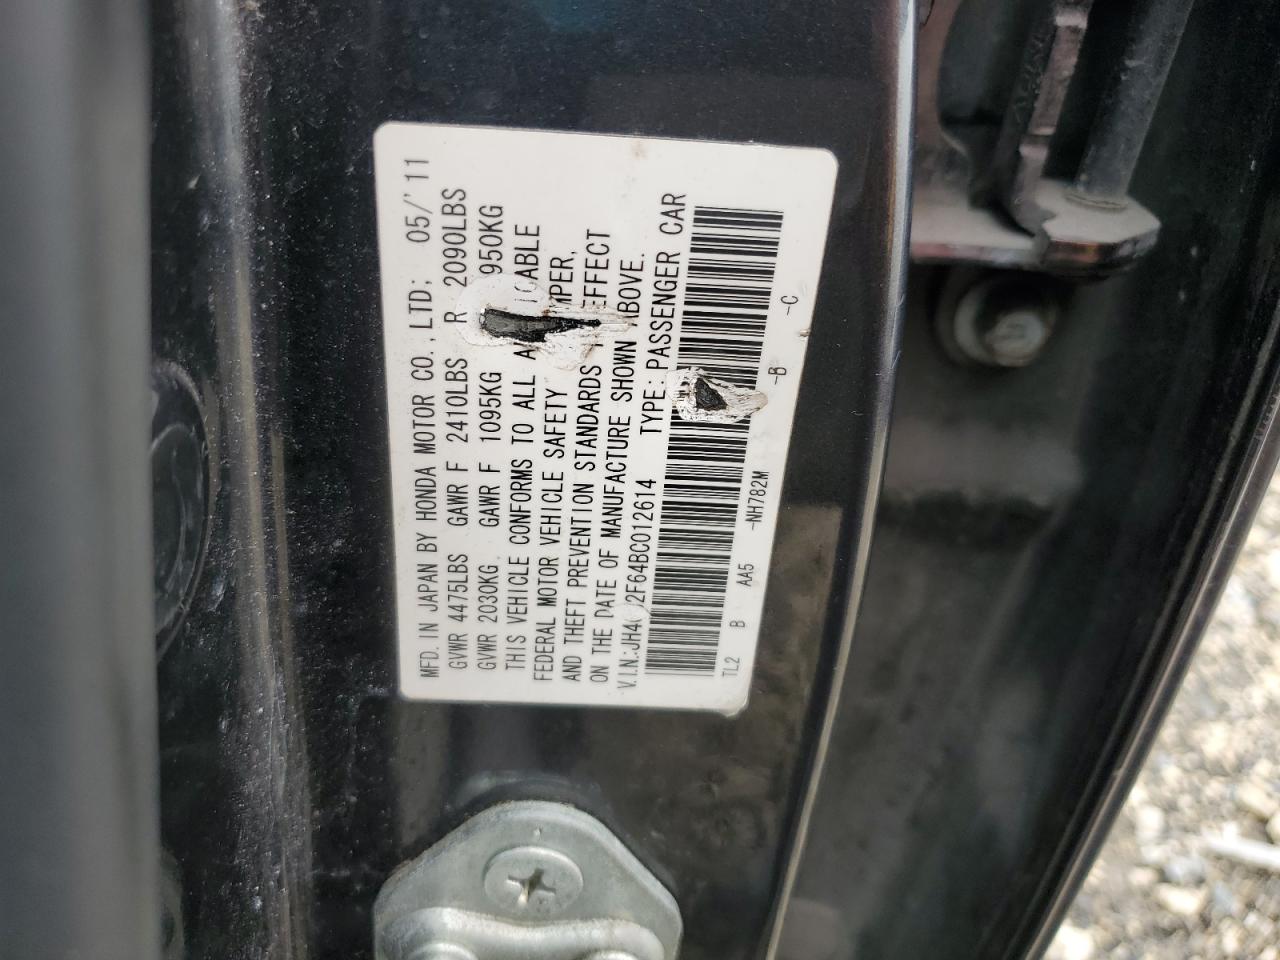 MFD. IN JAPAN BY HONDA MOTOR CO.,LTD: 05/'11
GVWR 4475LBS GAWR F 2410LBS R 2090LBS
GVWR 2030KG. GAWR F 1095KG 950KG
THIS VEHICLE CONFORMS TO ALL
FEDERAL MOTOR VEHICLE SAFETY
AND THEFT PREVENTION STANDARDS EFFECT
ON THE DATE OF MANUFACTURE SHOWN ABOVE.
V.I.N.: TYPE: PASSENGER CAR
TL2 B AA5 -NH782M -B -C